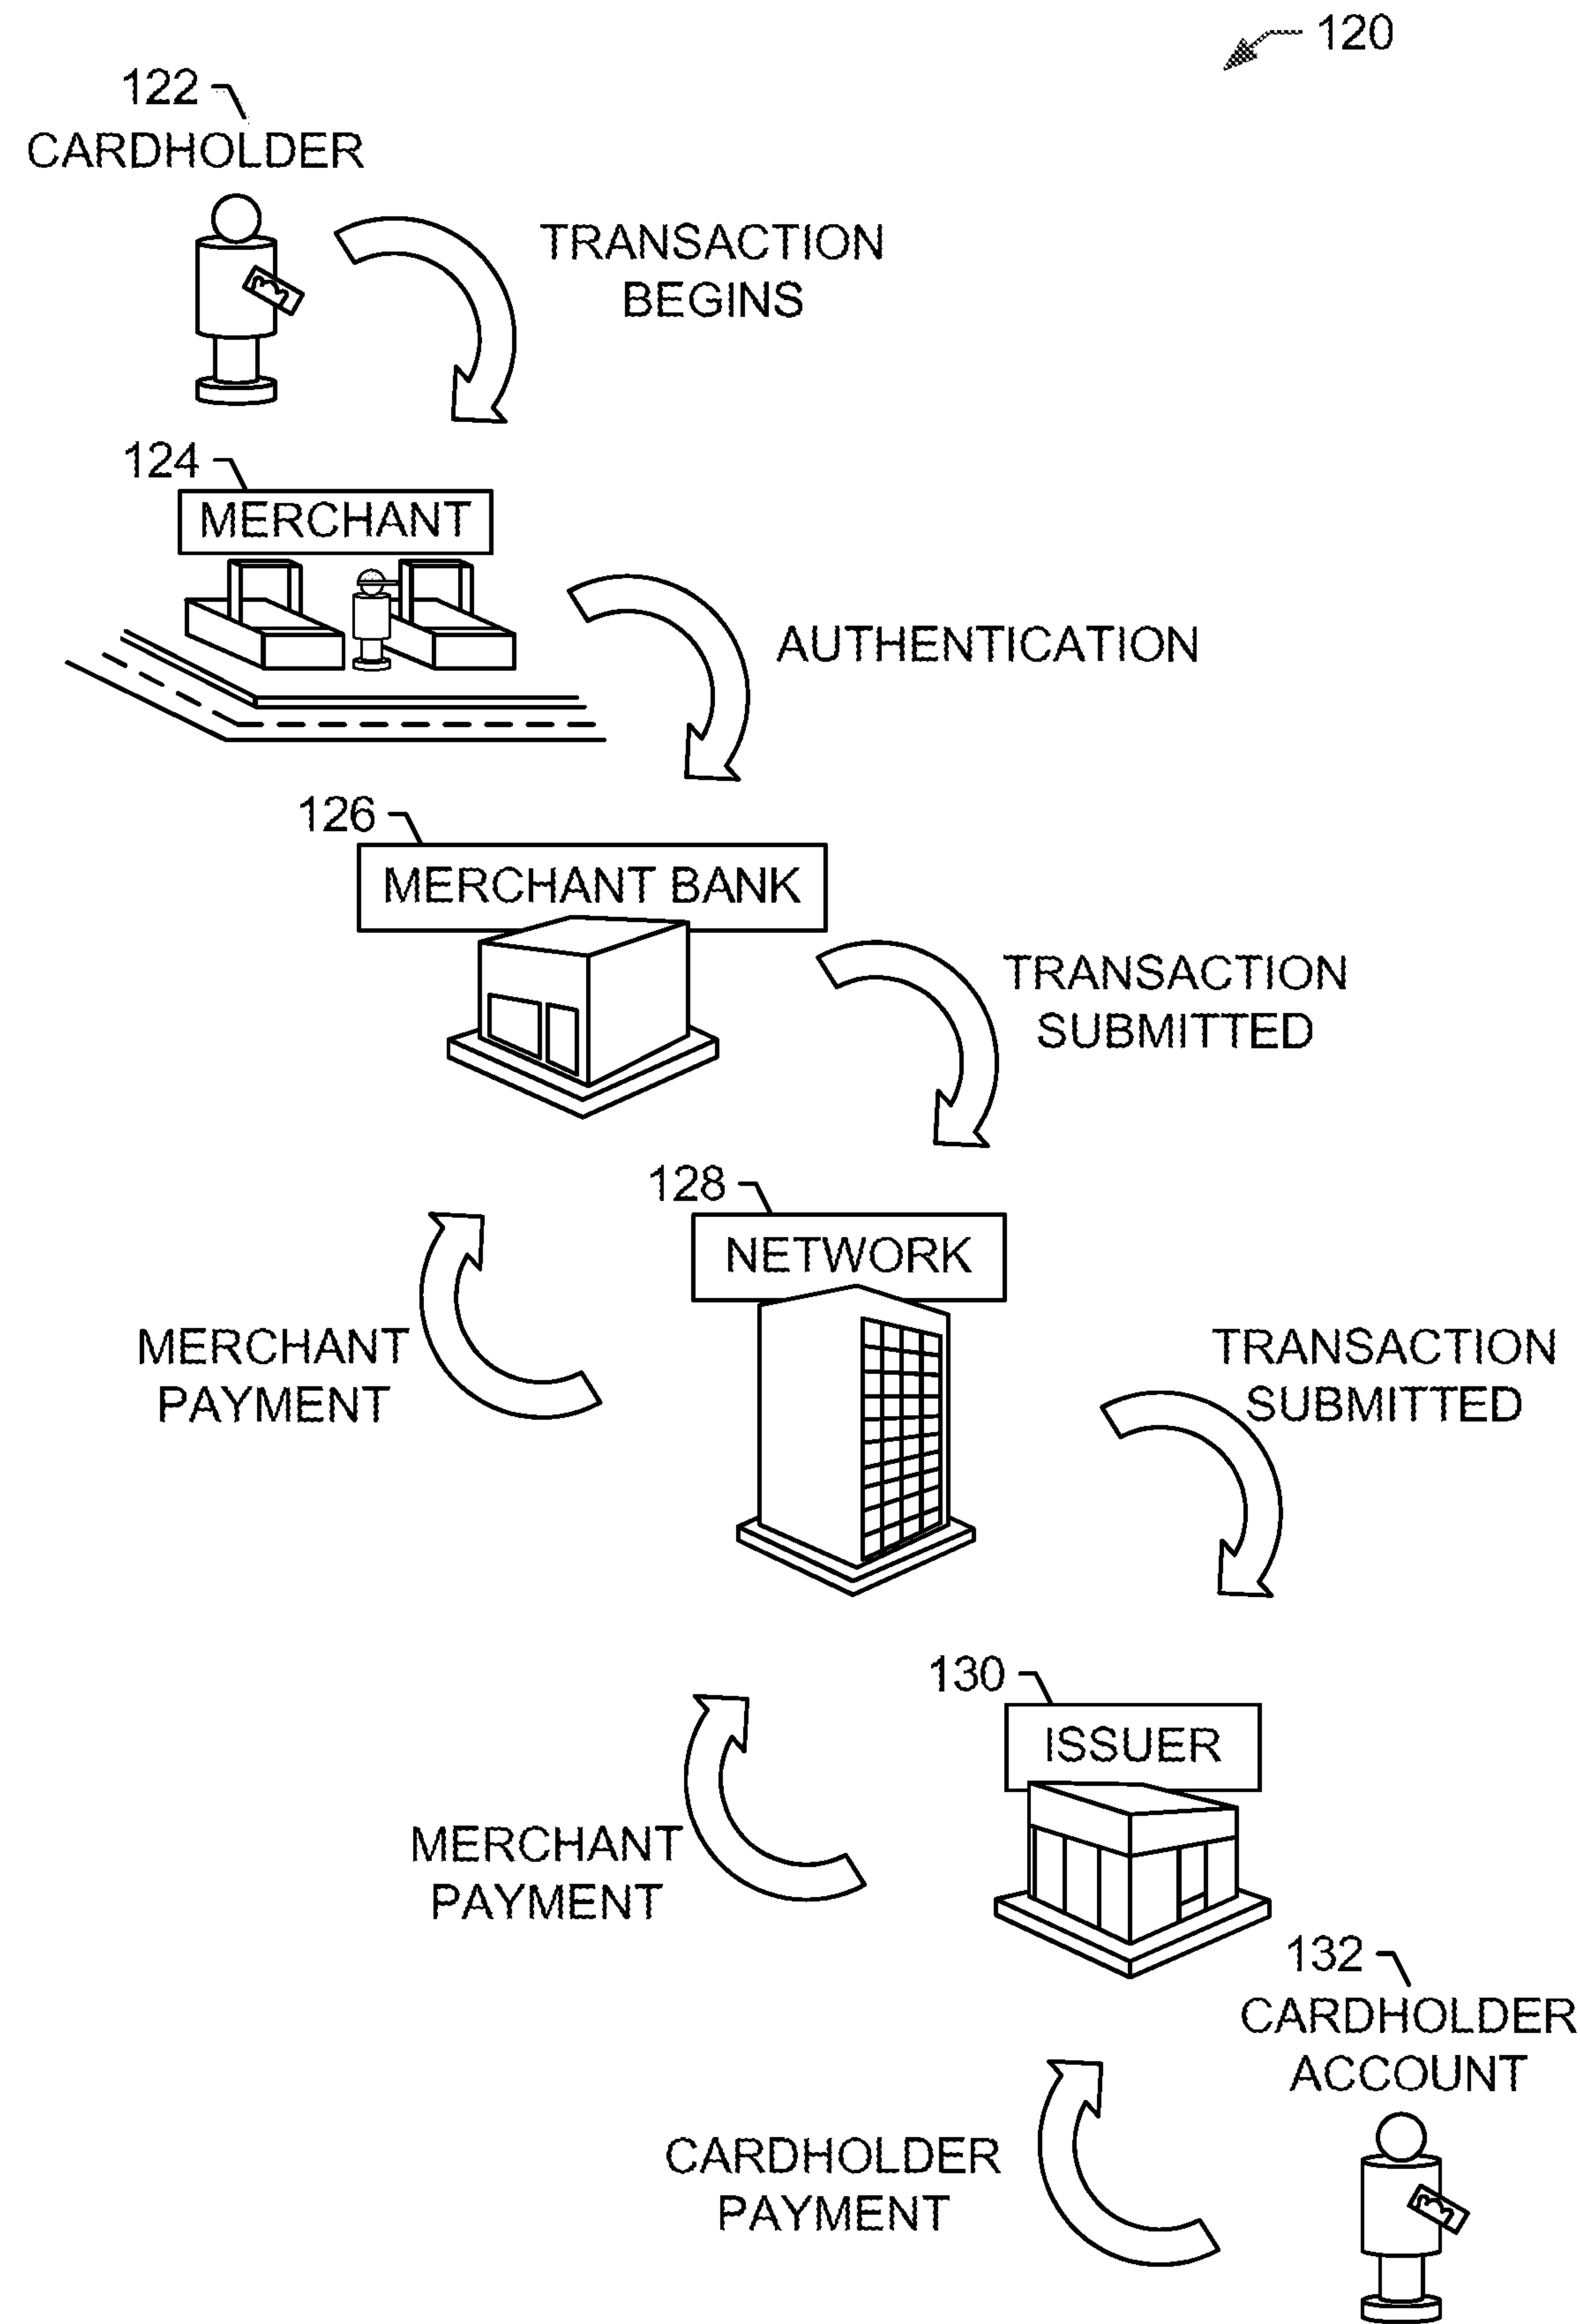 120
122
CARDHOLDER
TRANSACTION
BEGINS
124
MERCHANT
AUTHENTICATION
126
MERCHANT BANK
TRANSACTION
SUBMITTED
128
NETWORK
MERCHANT
PAYMENT
TRANSACTION
SUBMITTED
130
ISSUER
MERCHANT
PAYMENT
132
CARDHOLDER
ACCOUNT
CARDHOLDER
PAYMENT